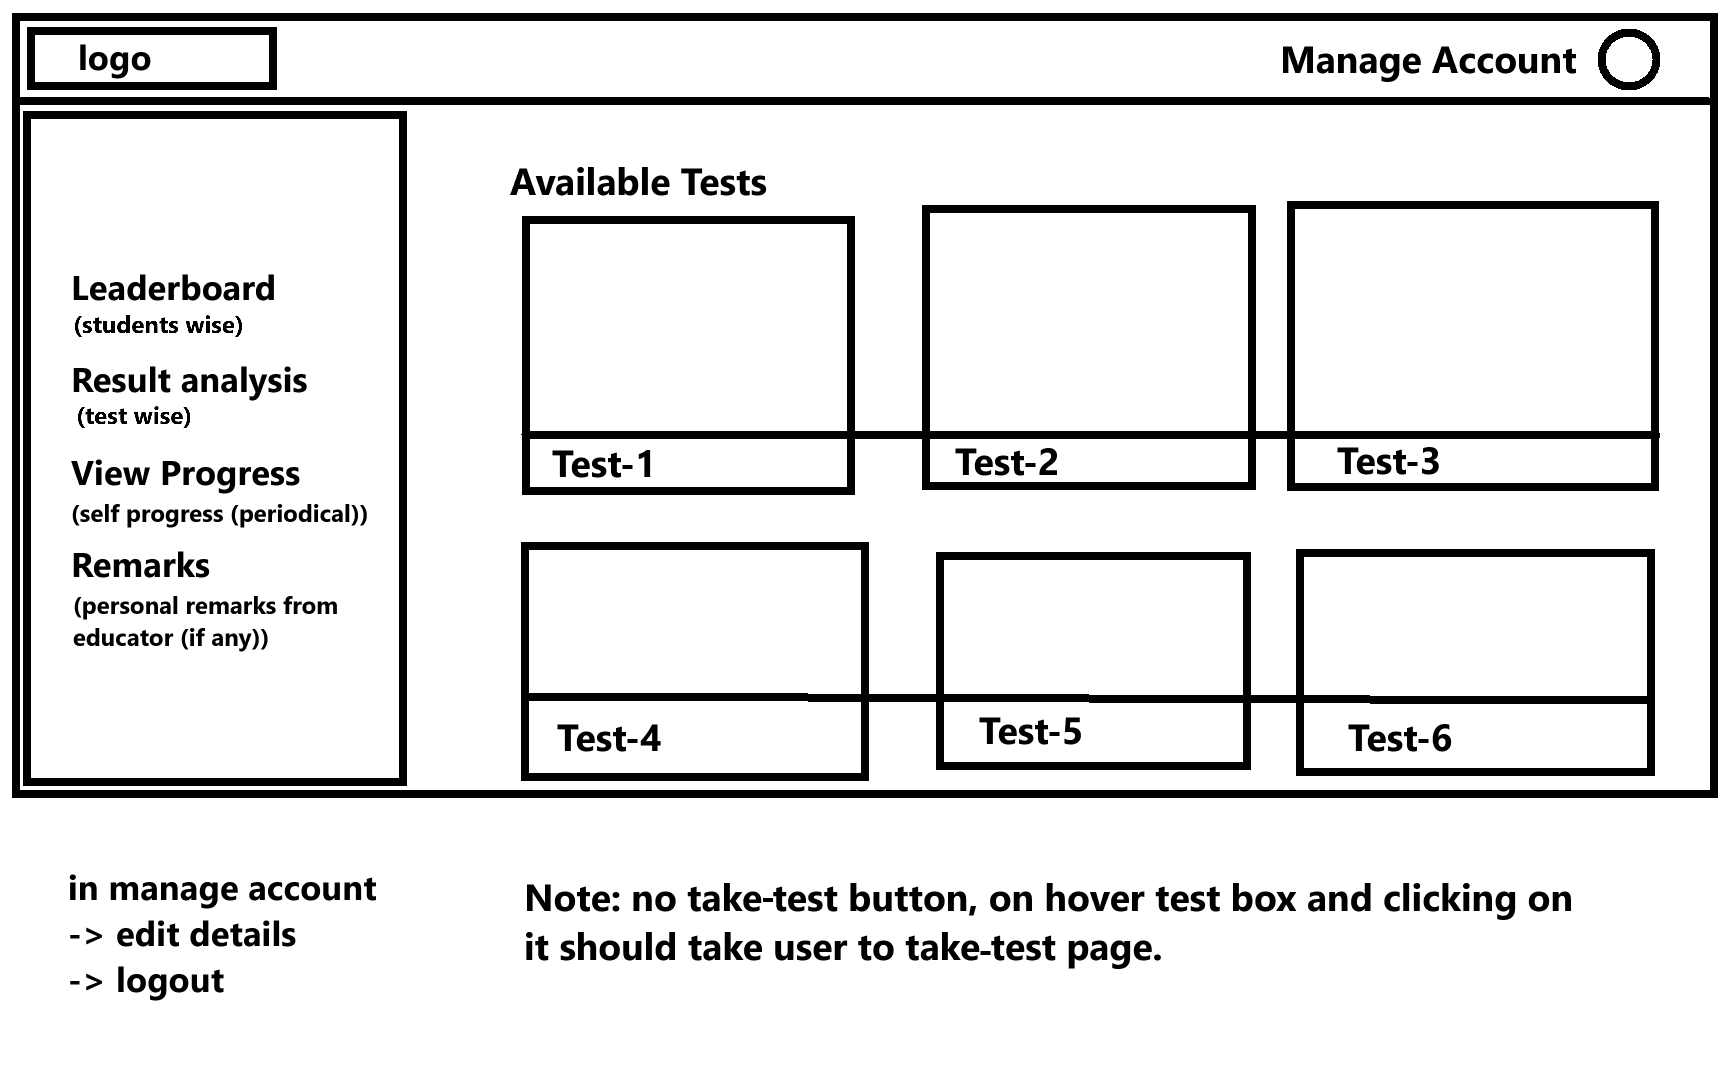 logo
Manage Account
Leaderboard
(students wise)
Result analysis
(test wise)
View Progress
(self progress (periodical))
Remarks
(personal remarks from
educator (if any))
Available Tests
Test-1
Test-2
Test-3
Test-4
Test-5
Test-6
in manage account
-> edit details
-> logout
Note: no take-test button, on hover test box and clicking on
it should take user to take-test page.